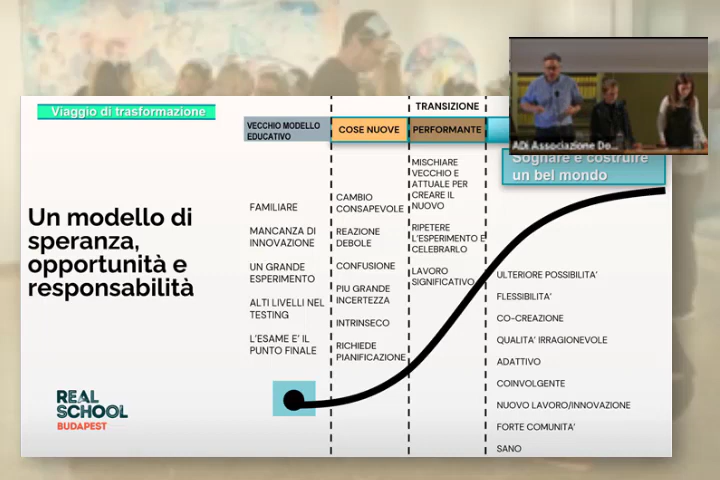 Viaggio di trasformazione
Un modello di
speranza,
opportunità e
responsabilità
REAL
SCHOOL
BUDAPEST
VECCHIO MODELLO
EDUCATIVO
FAMILIARE
MANCANZA DI
INNOVAZIONE
UN GRANDE
ESPERIMENTO
ALTI LIVELLI NEL
TESTING
L'ESAME E' IL
PUNTO FINALE
COSE NUOVE
CAMBIO
CONSAPEVOLE
REAZIONE
DEBOLE
CONFUSIONE
PIU GRANDE
INCERTEZZA
INTRINSECO
RICHIEDE
PIANIFICAZIONE
TRANSIZIONE
PERFORMANTE
MISCHIARE
VECCHIO E
ATTUALE PER
CREARE IL
NUOVO
RIPETERE
L'ESPERIMENTO E
CELEBRARLO
LAVORO
SIGNIFICATIVO
ADi Associazione Do...
Sognare e costruire
un bel mondo
ULTERIORE POSSIBILITA'
FLESSIBILITA'
CO-CREAZIONE
QUALITA' IRRAGIONEVOLE
ADATTIVO
COINVOLGENTE
NUOVO LAVORO/INNOVAZIONE
FORTE COMUNITA'
SANO